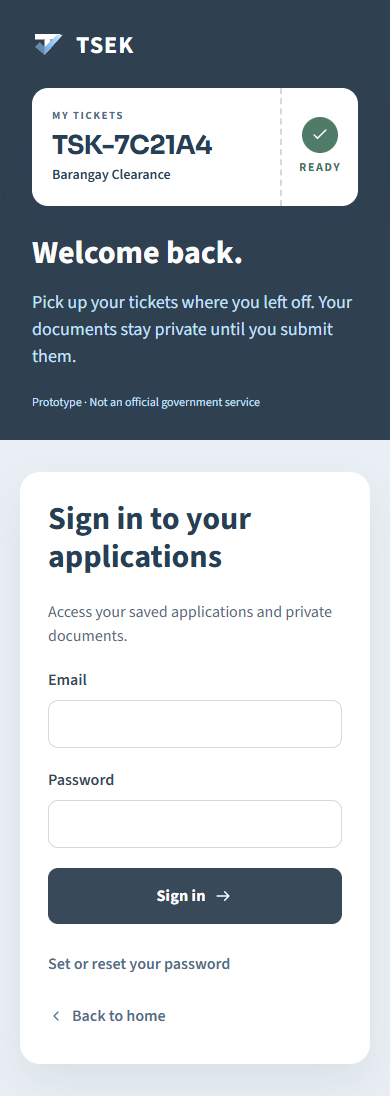 TSEK
MY TICKETS
TSK-7C21A4
Barangay Clearance
READY
Welcome back.
Pick up your tickets where you left off. Your
documents stay private until you submit
them.
Prototype · Not an official government service
Sign in to your
applications
Access your saved applications and private
documents.
Email
Password
Sign in
Set or reset your password
Back to home